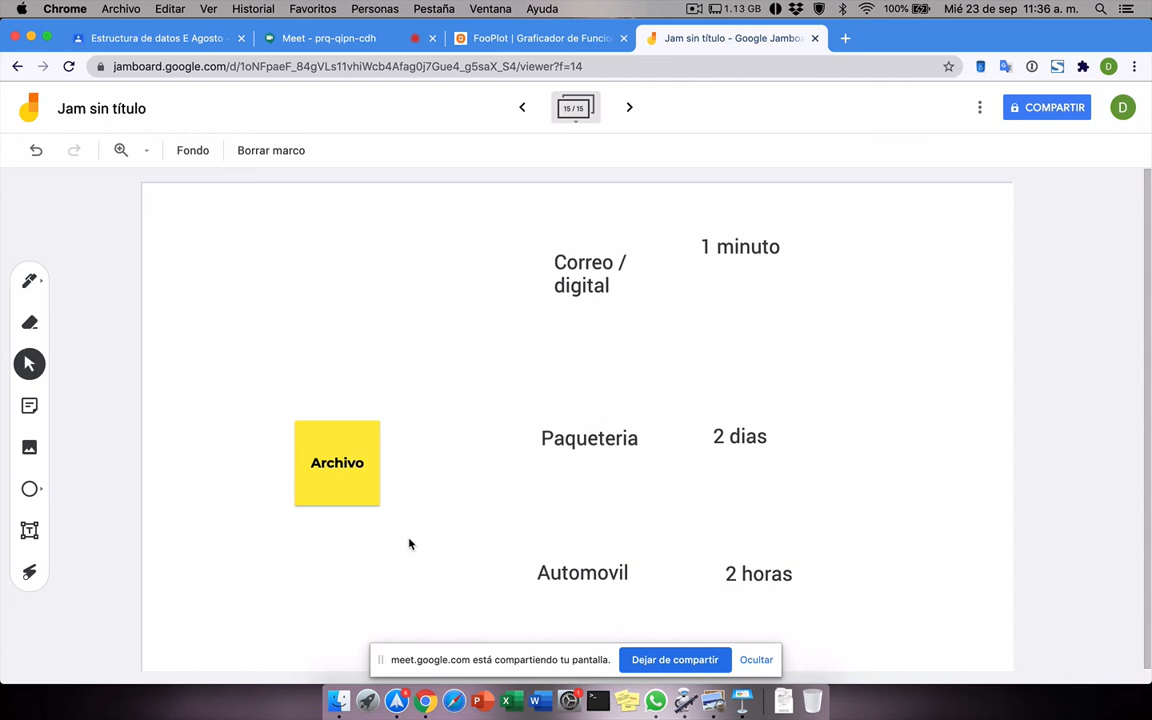 Chrome Archivo Editar Ver Historial Favoritos Personas Pestaña Ventana Ayuda 1.13 GB 100% Mié 23 de sep 11:36 a. m.
Estructura de datos E Agosto Meet - prq-qipn-cdh FooPlot | Graficador de Funcio Jam sin título - Google Jamboa
jamboard.google.com/d/1oNFpaeF_84gVLs11vhiWcb4Afag0j7Gue4_g5saX_S4/viewer?f=14
D
Jam sin título
15 / 15
COMPARTIR
D
Fondo Borrar marco
Correo /
digital
1 minuto
Archivo
Paqueteria
2 dias
Automovil
2 horas
meet.google.com está compartiendo tu pantalla. Dejar de compartir Ocultar